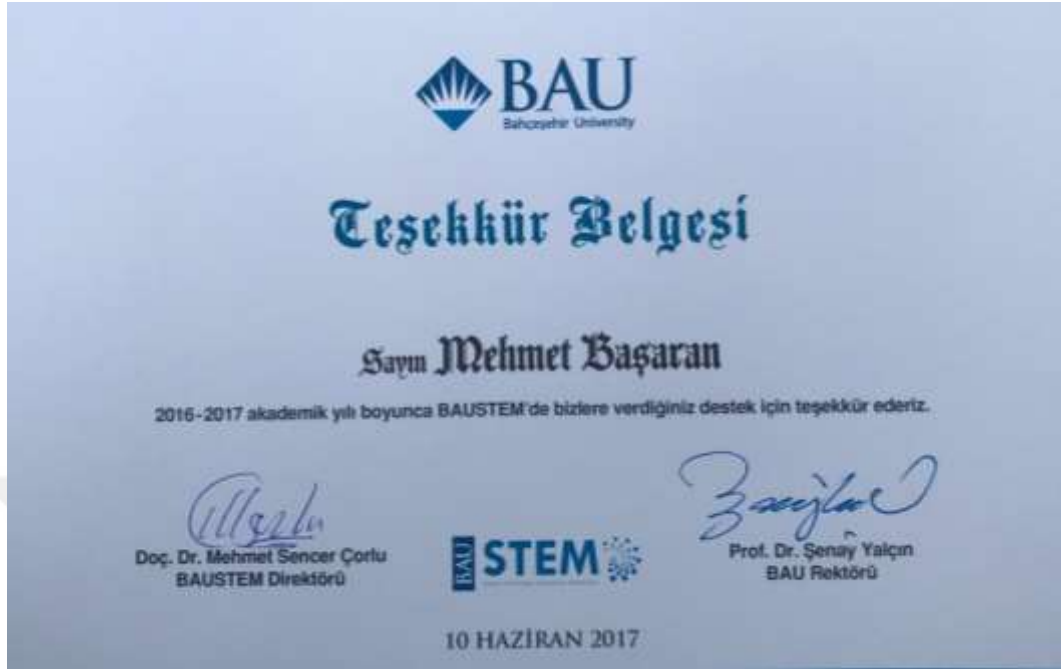 BAU
Bahçeşehir University
Teşekkür Belgesi
Sayın Mehmet Başaran
2016-2017 akademik yılı boyunca BAUSTEM'de bizlere verdiğiniz destek için teşekkür ederiz.
Doç. Dr. Mehmet Sencer Çorlu
BAUSTEM Direktörü
BAU STEM
Prof. Dr. Şenay Yalçın
BAU Rektörü
10 HAZİRAN 2017